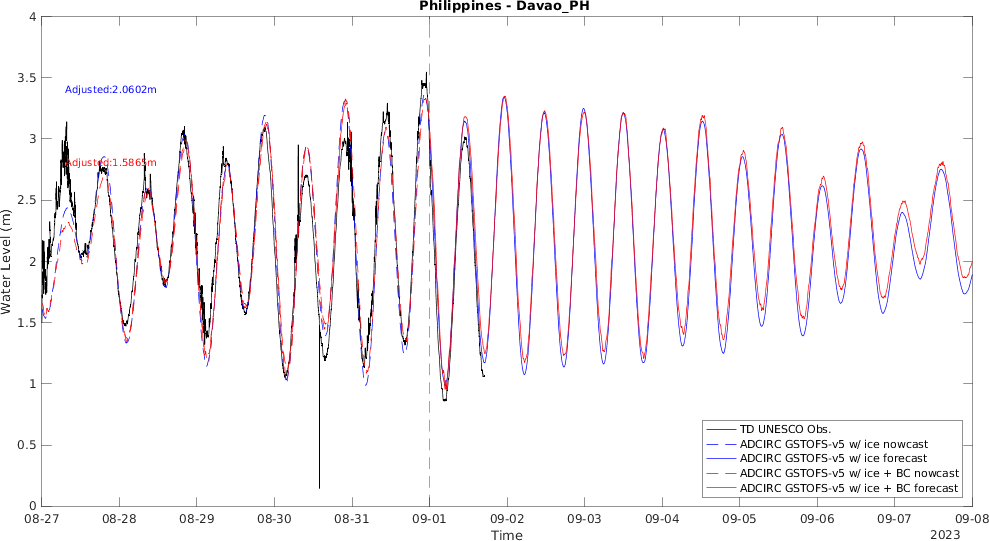 Philippines - Davao_PH
4
3.5
3
2.5
2
1.5
1
0.5
0
Water Level (m)
Adjusted:2.0602m
Adjusted:1.5865m
TD UNESCO Obs.
ADCIRC GSTOFS-v5 w/ ice nowcast
ADCIRC GSTOFS-v5 w/ ice forecast
ADCIRC GSTOFS-v5 w/ ice + BC nowcast
ADCIRC GSTOFS-v5 w/ ice + BC forecast
08-27 08-28 08-29 08-30 08-31 09-01 09-02 09-03 09-04 09-05 09-06 09-07 09-08
2023
Time